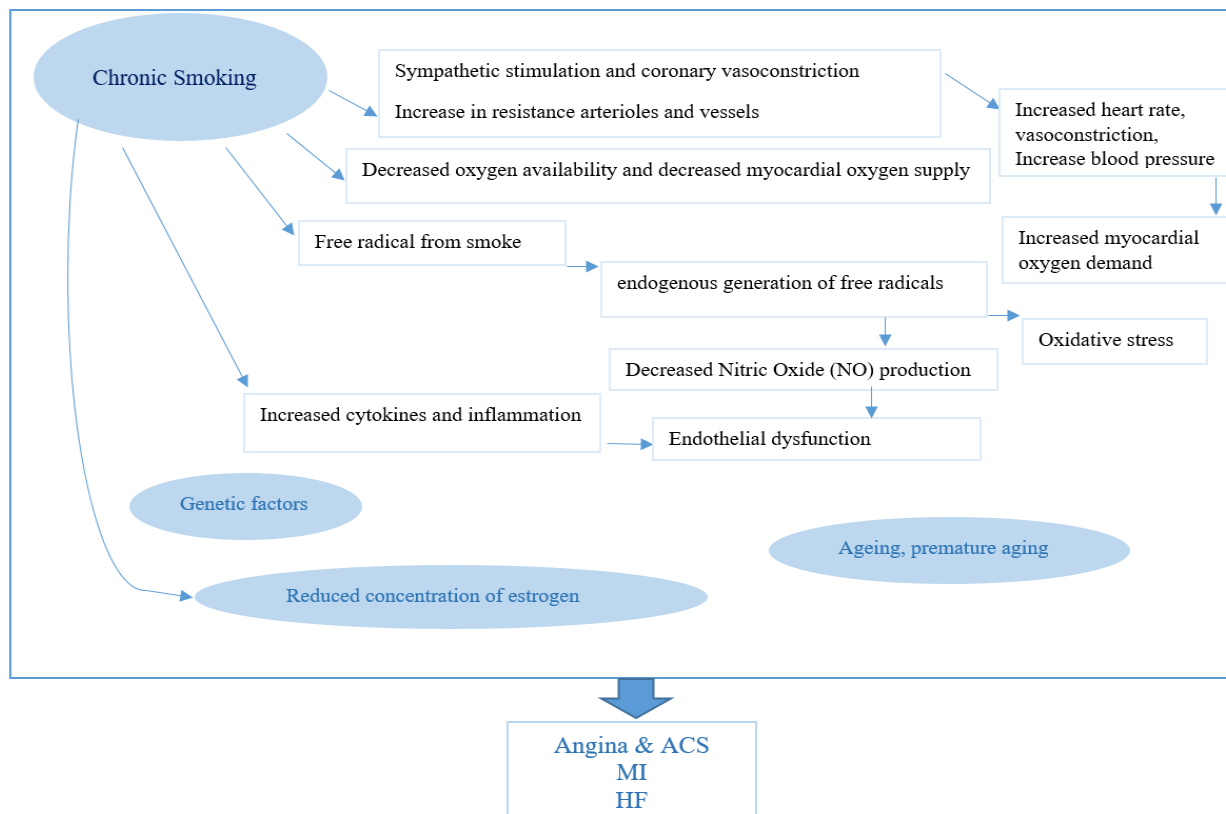 Chronic Smoking
Sympathetic stimulation and coronary vasoconstriction
Increase in resistance arterioles and vessels
Increased heart rate,
vasoconstriction,
Increase blood pressure
Decreased oxygen availability and decreased myocardial oxygen supply
Free radical from smoke
Increased myocardial
oxygen demand
endogenous generation of free radicals
Oxidative stress
Decreased Nitric Oxide (NO) production
Increased cytokines and inflammation
Endothelial dysfunction
Genetic factors
Ageing, premature aging
Reduced concentration of estrogen
Angina & ACS
MI
HF